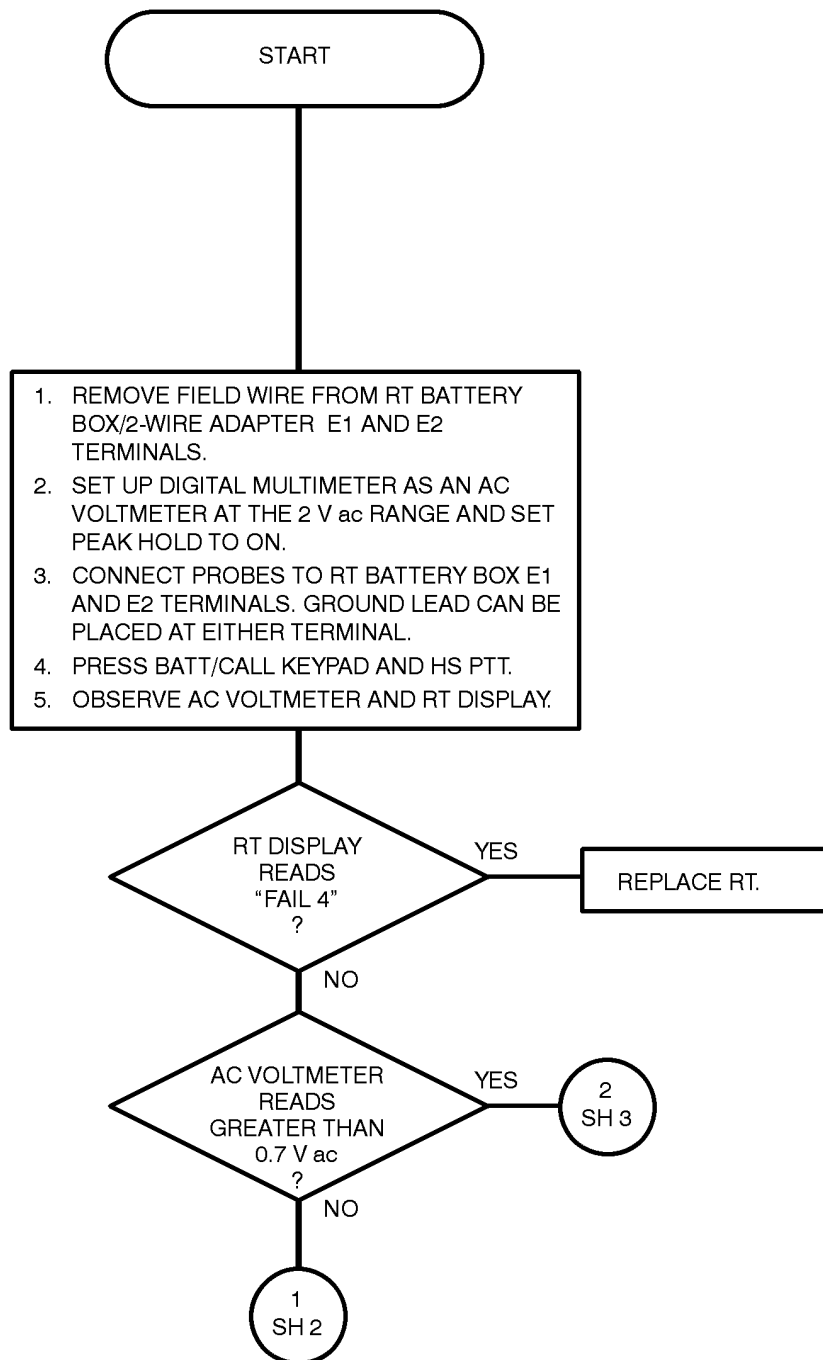 START
1. REMOVE FIELD WIRE FROM RT BATTERY
BOX/2-WIRE ADAPTER E1 AND E2
TERMINALS.
2. SET UP DIGITAL MULTIMETER AS AN AC
VOLTMETER AT THE 2 V ac RANGE AND SET
PEAK HOLD TO ON.
3. CONNECT PROBES TO RT BATTERY BOX E1
AND E2 TERMINALS. GROUND LEAD CAN BE
PLACED AT EITHER TERMINAL.
4. PRESS BATT/CALL KEYPAD AND HS PTT.
5. OBSERVE AC VOLTMETER AND RT DISPLAY.
RT DISPLAY
READS
“FAIL 4”
?
YES
REPLACE RT.
NO
AC VOLTMETER
READS
GREATER THAN
0.7 V ac
?
YES
2
SH 3
NO
1
SH 2